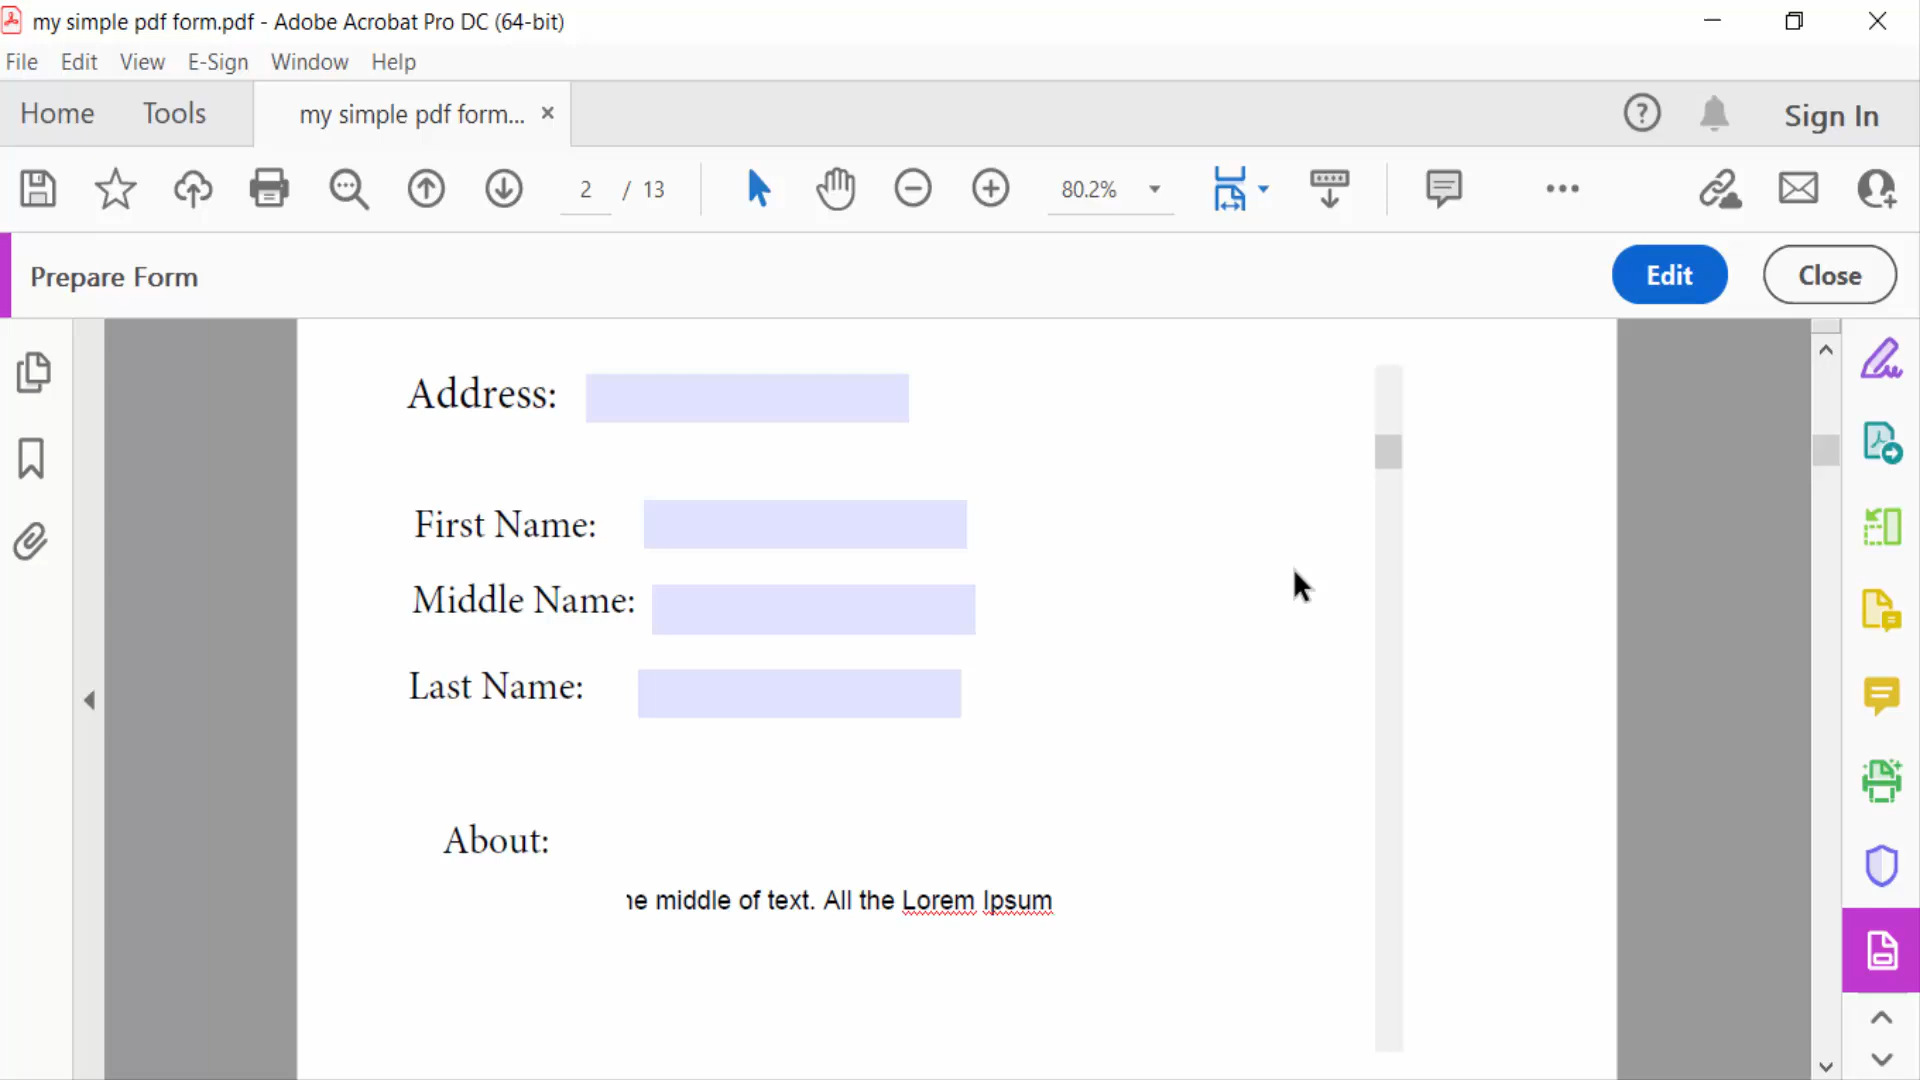 my simple pdf form.pdf - Adobe Acrobat Pro DC (64-bit)
File Edit View E-Sign Window Help
Home Tools my simple pdf form... Sign In
2 / 13 80.2%
Prepare Form Edit Close
Address:
First Name:
Middle Name:
Last Name:
About:
middle of text. All the Lorem Ipsum